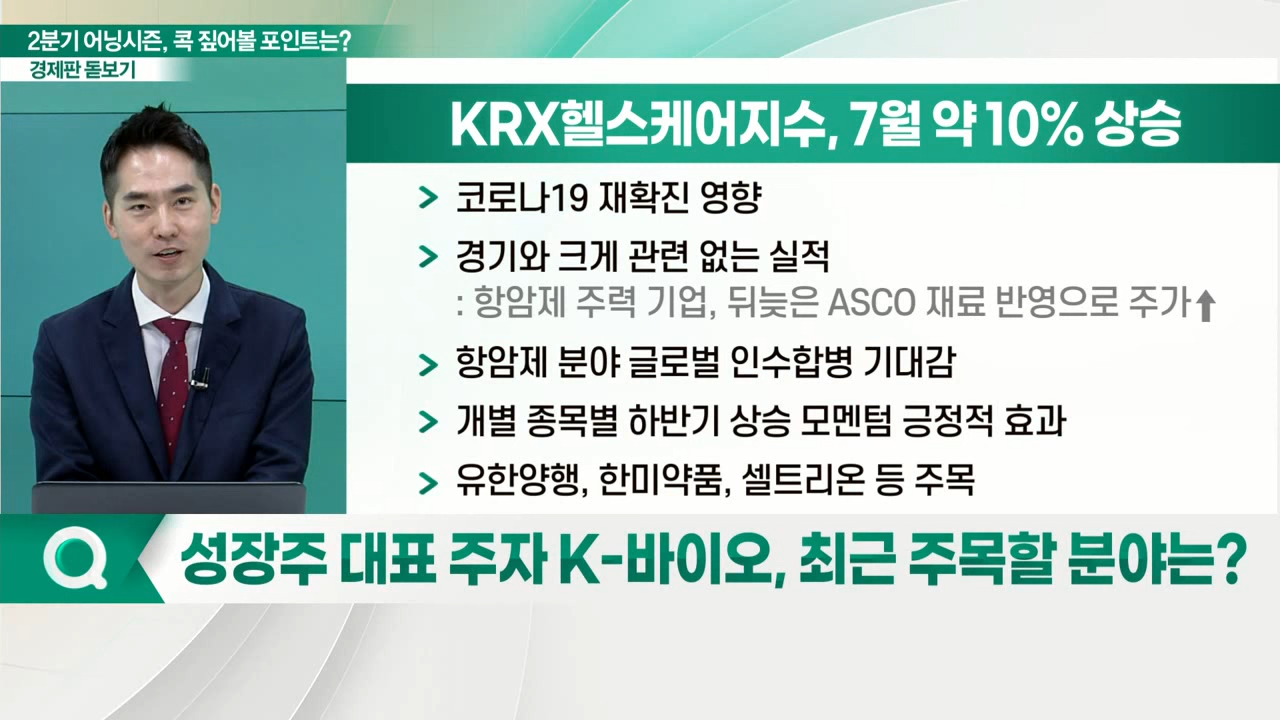 2분기 어닝시즌, 콕 짚어볼 포인트는?
경제판 돋보기
KRX헬스케어지수, 7월 약 10% 상승
> 코로나19 재확진 영향
> 경기와 크게 관련 없는 실적
: 항암제 주력 기업, 뒤늦은 ASCO 재료 반영으로 주가↑
> 항암제 분야 글로벌 인수합병 기대감
> 개별 종목별 하반기 상승 모멘텀 긍정적 효과
> 유한양행, 한미약품, 셀트리온 등 주목
Q 성장주 대표 주자 K-바이오, 최근 주목할 분야는?